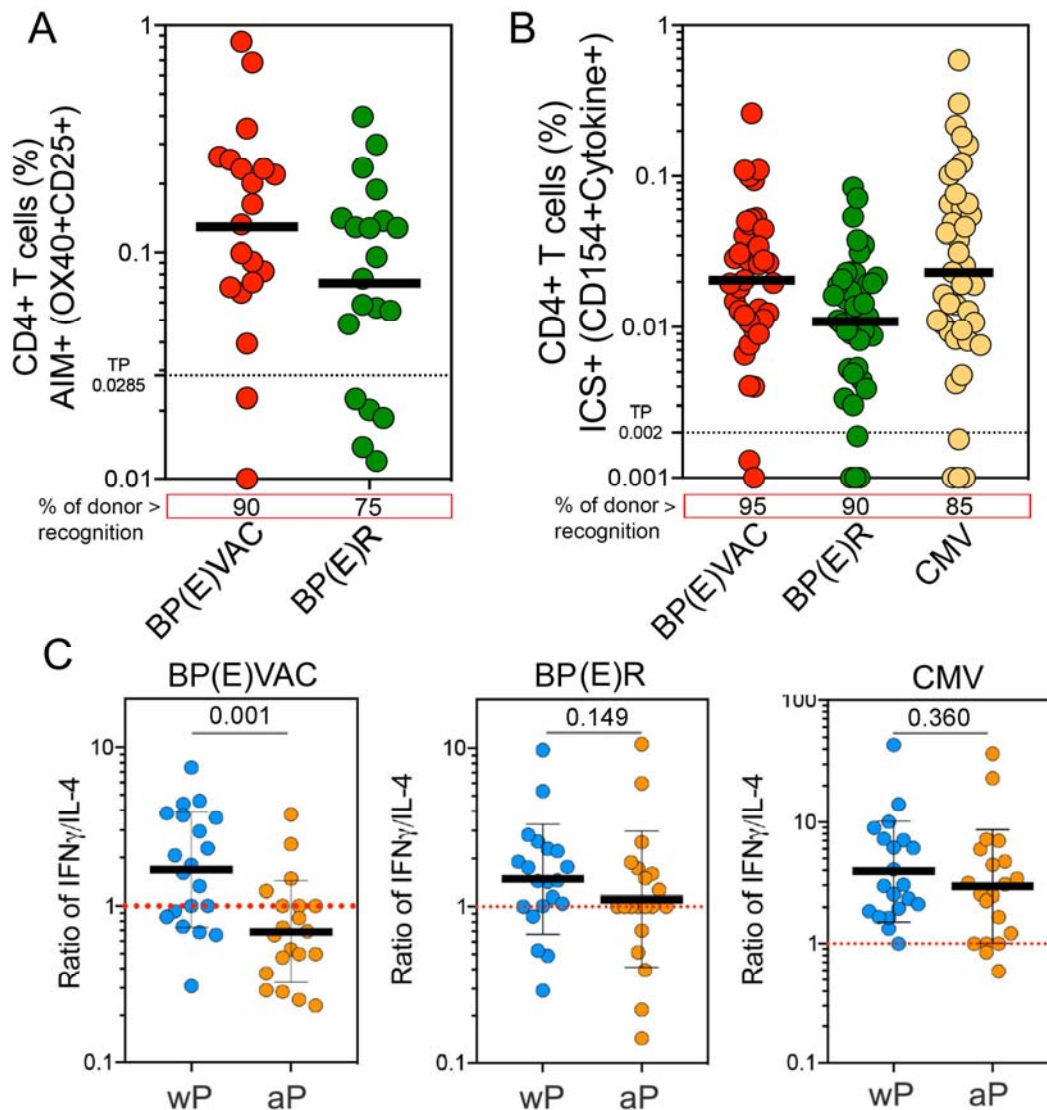 A
CD4+ T cells (%)
AIM+ (OX40+CD25+)
1
0.1
TP
0.0285
0.01
% of donor >
recognition
90 75
BP(E)VAC
BP(E)R
B
CD4+ T cells (%)
ICS+ (CD154+Cytokine+)
1
0.1
0.01
TP
0.002
0.001
% of donor >
recognition
95 90 85
BP(E)VAC
BP(E)R
CMV
C
BP(E)VAC
0.001
Ratio of IFNγ/IL-4
10
1
0.1
wP aP
BP(E)R
0.149
Ratio of IFNγ/IL-4
10
1
0.1
wP aP
CMV
0.360
Ratio of IFNγ/IL-4
100
10
1
0.1
wP aP